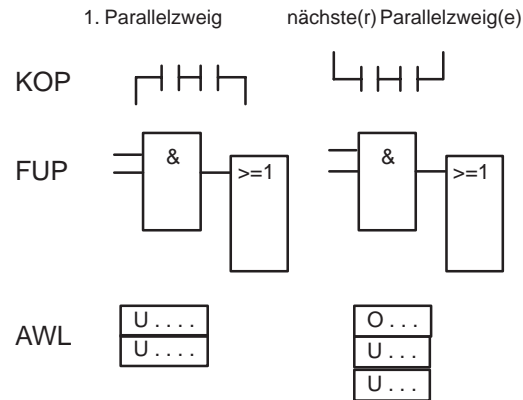 1. Parallelzweig nächste(r) Parallelzweig(e)
KOP
FUP
& >=1 & >=1
AWL
U . . . . O . . .
U . . . . U . . .
U . . .